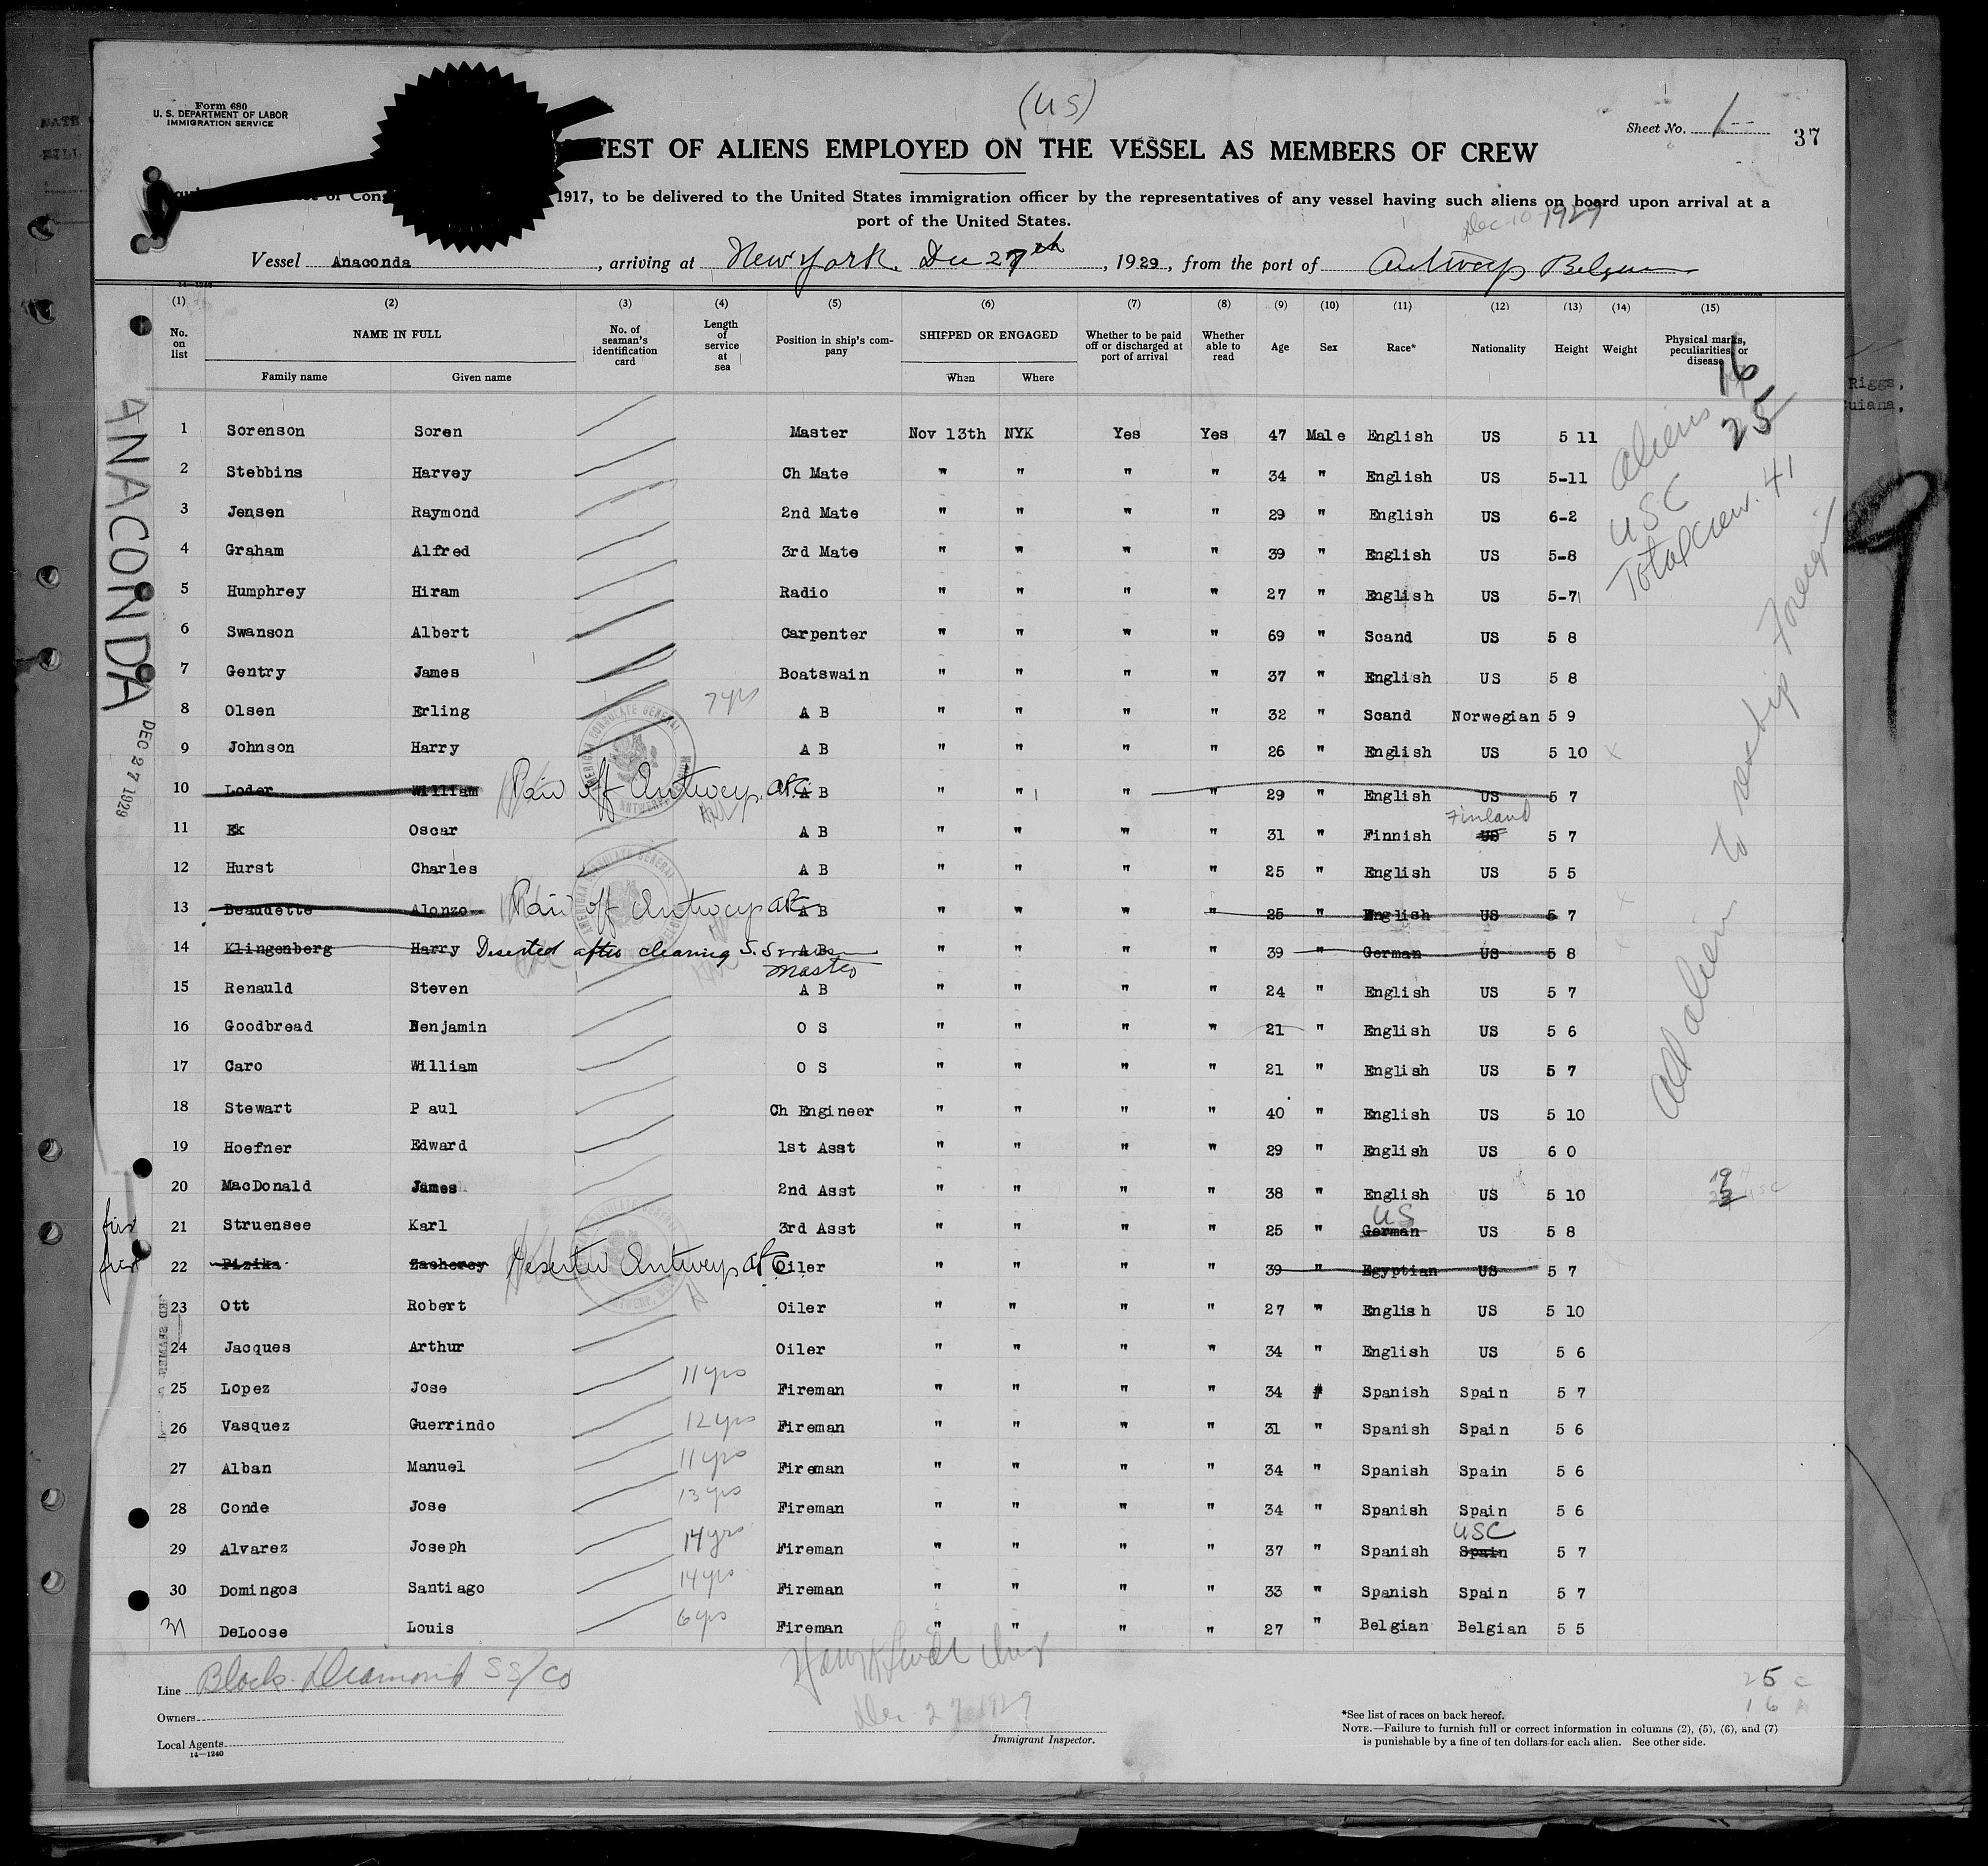 Form 680
U. S. DEPARTMENT OF LABOR
IMMIGRATION SERVICE
(US)
Sheet No. 1
37
EST OF ALIENS EMPLOYED ON THE VESSEL AS MEMBERS OF CREW
1917, to be delivered to the United States immigration officer by the representatives of any vessel having such aliens on board upon arrival at a
port of the United States.
Dec 10 1929
Vessel Anaconda, arriving at New York. Dec 27th, 1929, from the port of Antwerp Belgium
(1) (2) (3) (4) (5) (6) (7) (8) (9) (10) (11) (12) (13) (14) (15)
No. on list NAME IN FULL No. of seaman's identification card Length of service at sea Position in ship's company SHIPPED OR ENGAGED Whether to be paid off or discharged at port of arrival Whether able to read Age Sex Race* Nationality Height Weight Physical marks, peculiarities, or disease
Family name Given name When Where
1 Sorenson Soren Master Nov 13th NYK Yes Yes 47 Male English US 5 11
2 Stebbins Harvey Ch Mate " " " " 34 " English US 5-11
3 Jensen Raymond 2nd Mate " " " " 29 " English US 6-2
4 Graham Alfred 3rd Mate " " " " 39 " English US 5-8
5 Humphrey Hiram Radio " " " " 27 " English US 5-7
6 Swanson Albert Carpenter " " " " 69 " Scand US 5 8
7 Gentry James Boatswain " " " " 37 " English US 5 8
8 Olsen Erling 7 yrs A B " " " " 32 " Scand Norwegian 5 9
9 Johnson Harry A B " " " " 26 " English US 5 10 x
10 Loder William Paid off Antwerp A B " " " " 29 " English US 5 7
11 Ek Oscar A B " " " " 31 " Finnish US Finland 5 7
12 Hurst Charles A B " " " " 25 " English US 5 5
13 Beaudette Alonzo Paid off Antwerp A B " " " " 25 " English US 5 7
14 Klingenberg Harry Deserted after clearing A B " " " " 39 " German US 5 8
Master
15 Renauld Steven A B " " " " 24 " English US 5 7
16 Goodbread Benjamin O S " " " " 21 " English US 5 6
17 Caro William O S " " " " 21 " English US 5 7
18 Stewart P aul Ch Engineer " " " " 40 " English US 5 10
19 Hoefner Edward 1st Asst " " " " 29 " English US 6 0
20 MacDonald James 2nd Asst " " " " 38 " English US 5 10
21 Struensee Karl 3rd Asst " " " " 25 " German US US 5 8
22 Pizika Zacherey Deserted Antwerp Oiler " " " " 39 " Egyptian US 5 7
23 Ott Robert Oiler " " " " 27 " English US 5 10
24 Jacques Arthur Oiler " " " " 34 " English US 5 6
25 Lopez Jose 11 yrs Fireman " " " " 34 " Spanish Spain 5 7
26 Vasquez Guerrindo 12 yrs Fireman " " " " 31 " Spanish Spain 5 6
27 Alban Manuel 11 yrs Fireman " " " " 34 " Spanish Spain 5 6
28 Conde Jose 13 yrs Fireman " " " " 34 " Spanish Spain 5 6
29 Alvarez Joseph 14 yrs Fireman " " " " 37 " Spanish Spain USC 5 7
30 Domingos Santiago 14 yrs Fireman " " " " 33 " Spanish Spain 5 7
31 DeLoose Louis 6 yrs Fireman " " " " 27 " Belgian Belgian 5 5
aliens 16
USC 25
Total Crew. 41
All aliens to reship Foreign
ANACONDA
DEC 27 1929
Line Black Diamond SS/Co
Owners
Local Agents
14-1240
Dec. 27 1929
Immigrant Inspector.
25 c
16 A
*See list of races on back hereof.
NOTE.—Failure to furnish full or correct information in columns (2), (5), (6), and (7)
is punishable by a fine of ten dollars for each alien. See other side.
Riggs,